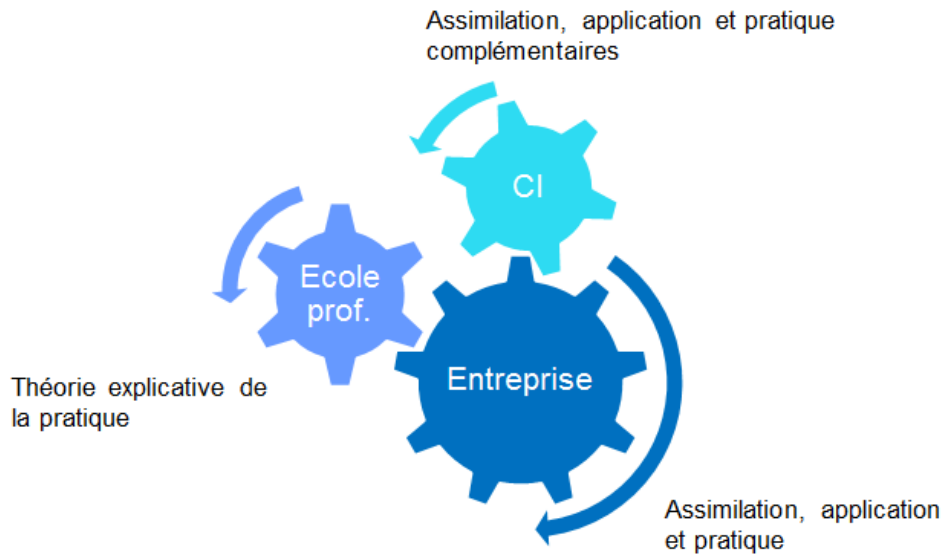 Assimilation, application et pratique
complémentaires
CI
Ecole
prof.
Entreprise
Théorie explicative de
la pratique
Assimilation, application
et pratique